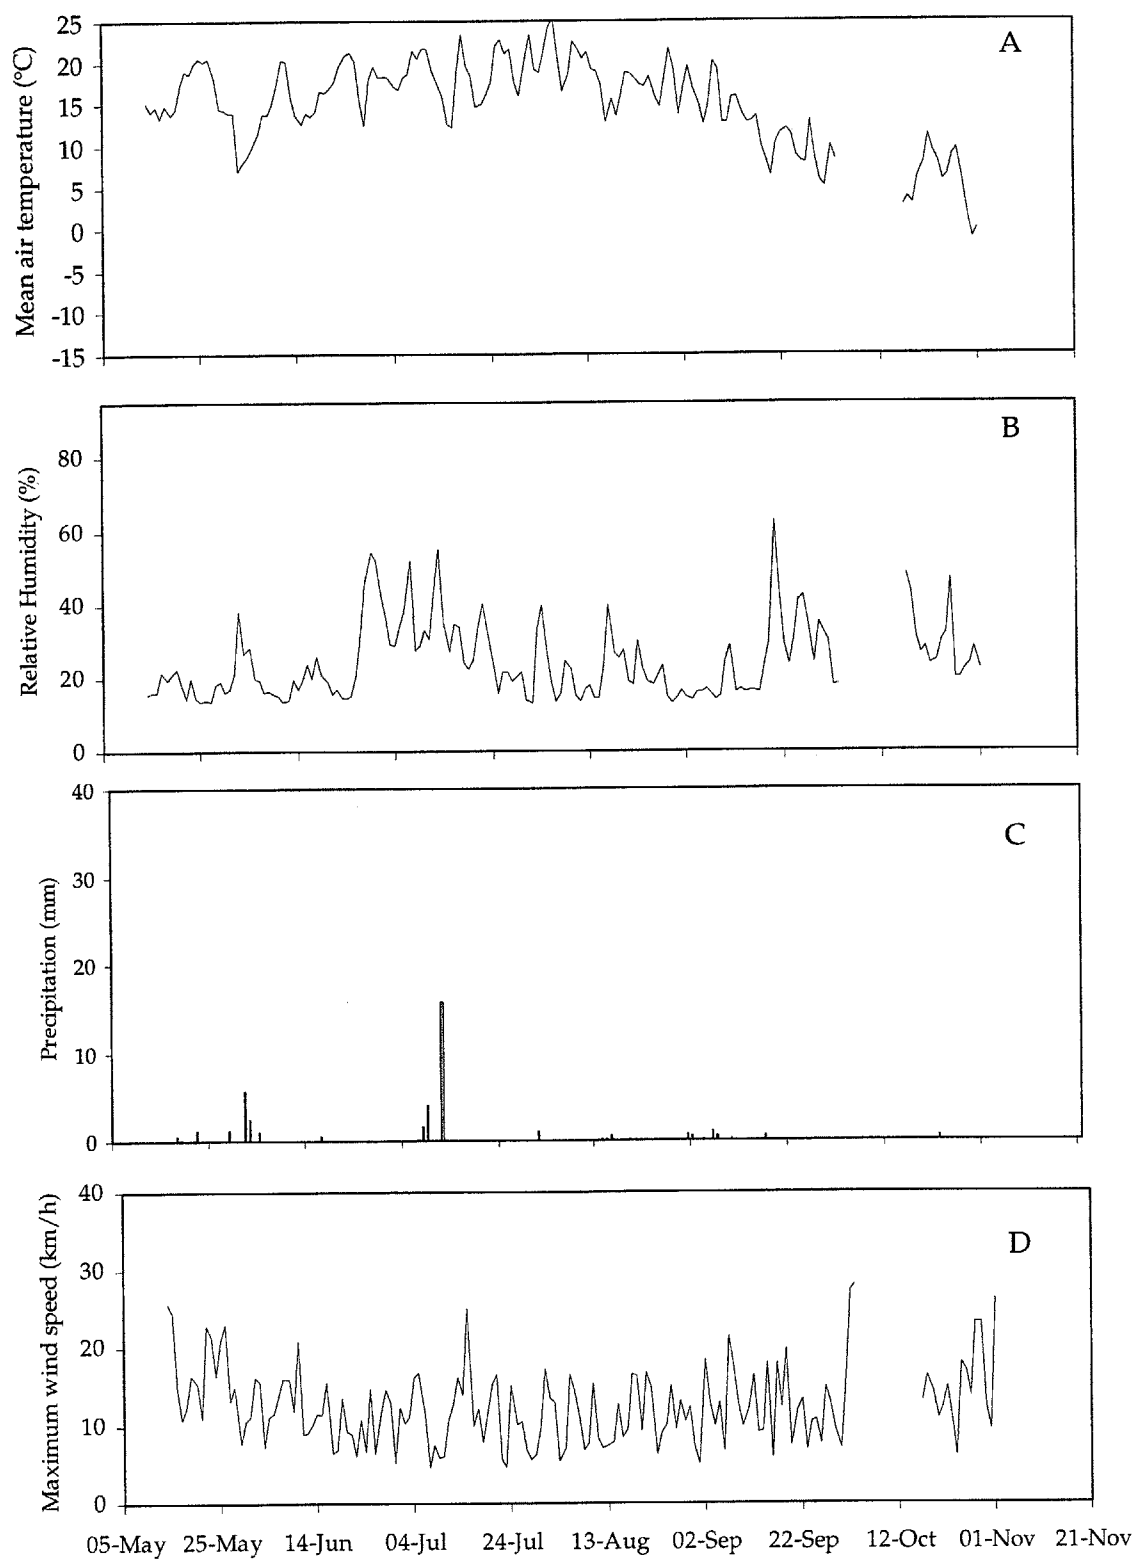 A
Mean air temperature (°C)
25
20
15
10
5
0
-5
-10
-15
B
Relative Humidity (%)
80
60
40
20
0
C
Precipitation (mm)
40
30
20
10
0
D
Maximum wind speed (km/h)
40
30
20
10
0
05-May 25-May 14-Jun 04-Jul 24-Jul 13-Aug 02-Sep 22-Sep 12-Oct 01-Nov 21-Nov